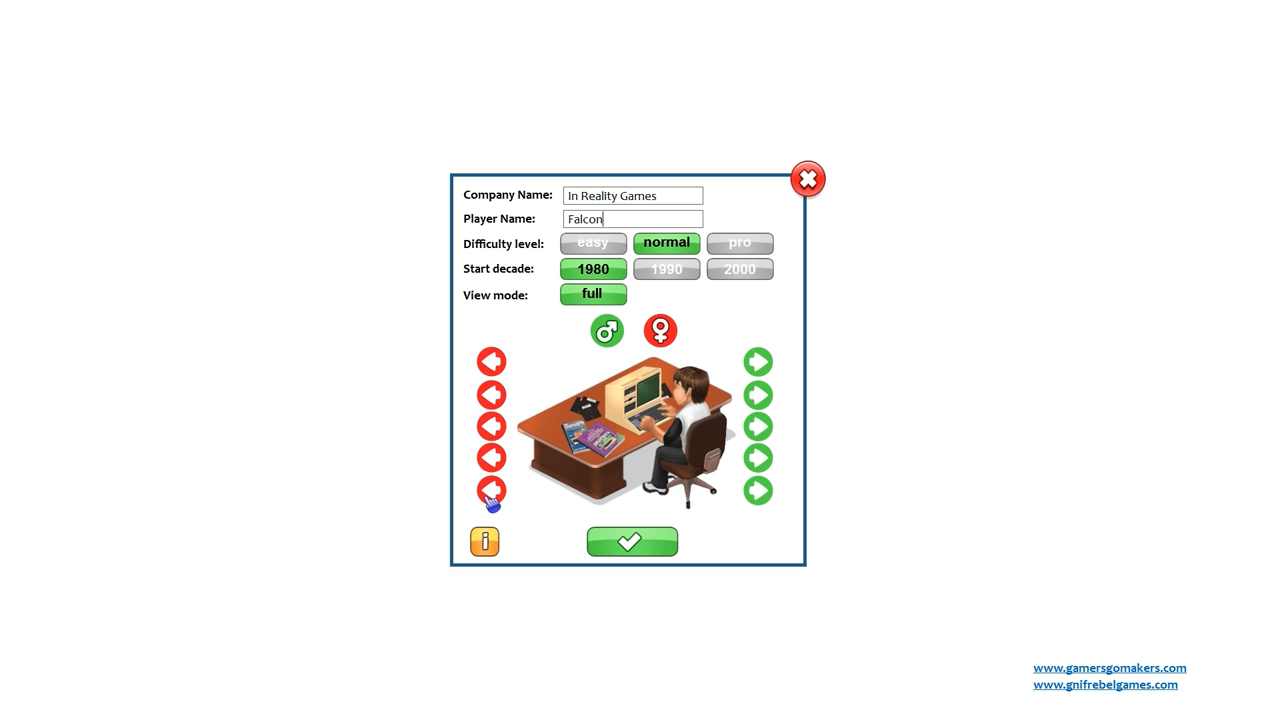 Company Name: In Reality Games
Player Name: Falcon
Difficulty level: easy normal pro
Start decade: 1980 1990 2000
View mode: full
www.gamersgomakers.com
www.gnifrebelgames.com